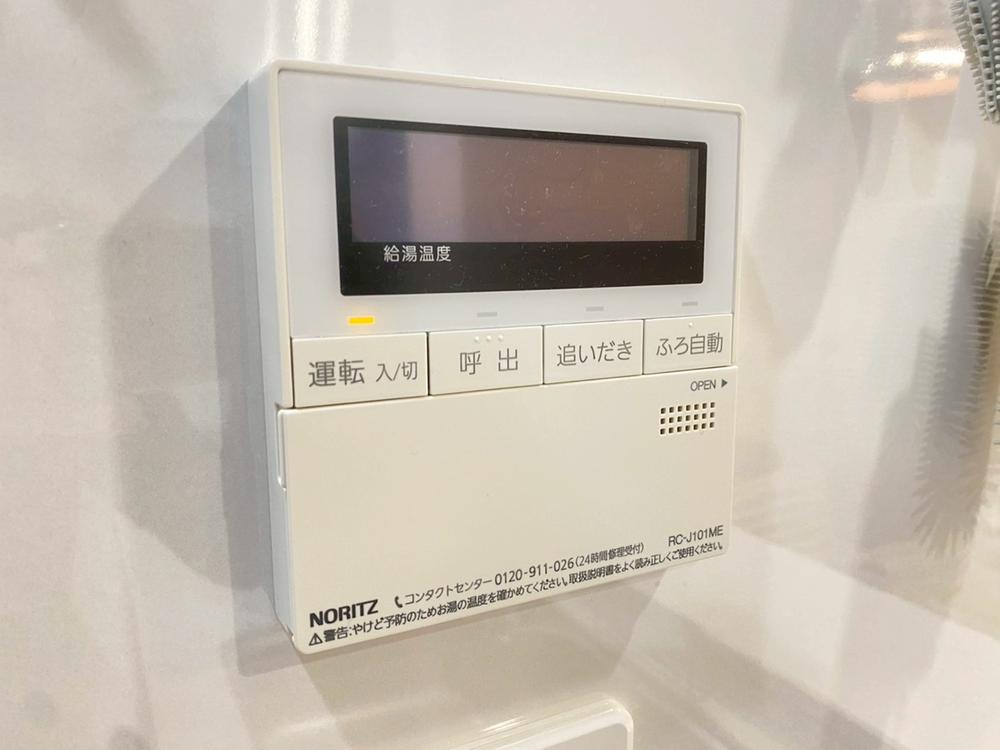 給湯温度
運転 入/切
呼出
追いだき
ふろ自動
OPEN ▶
RC-J101ME
NORITZ コンタクトセンター 0120-911-026(24時間修理受付)
⚠警告:やけど予防のためお湯の温度を確かめてください。取扱説明書をよく読み正しくご使用ください。